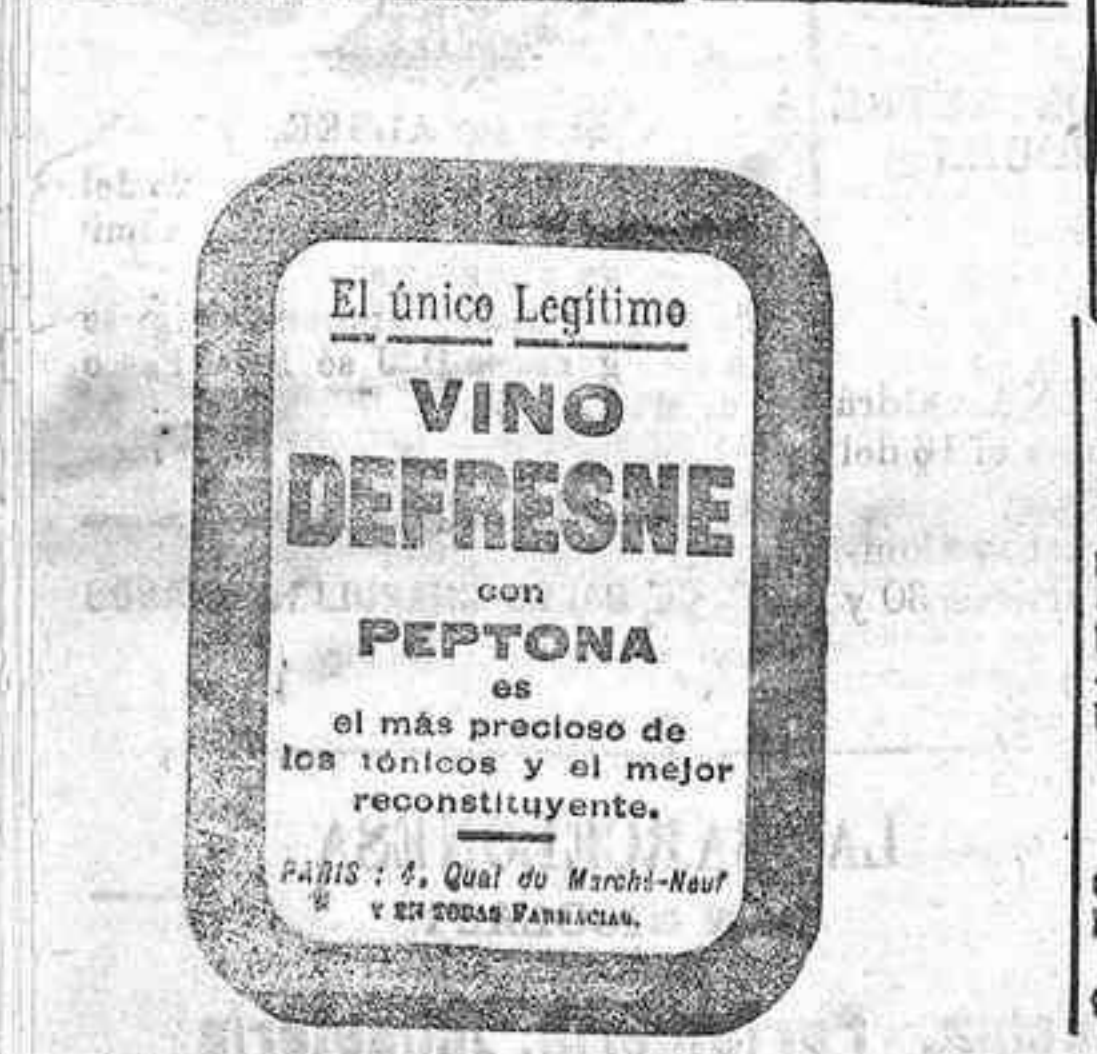 El único Legítimo
VINO
DEFRESNE
con
PEPTONA
es
el más precioso de
los tónicos y el mejor
reconstituyente.
PARIS : 4, Quai du Marché-Neuf
Y EN TODAS FARMACIAS.